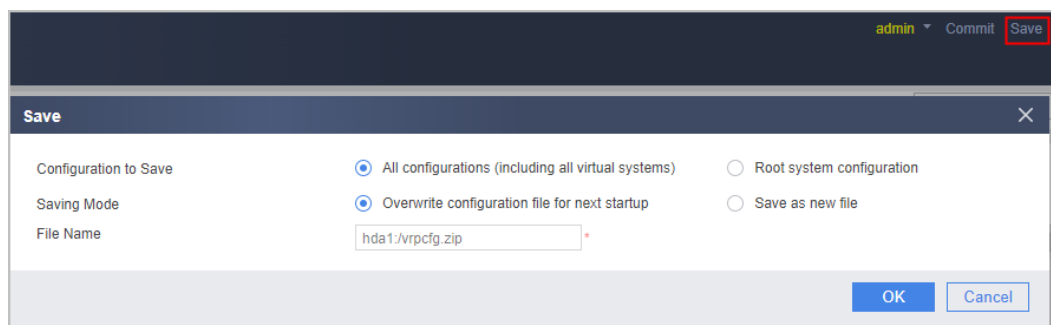 admin Commit Save
Save
Configuration to Save All configurations (including all virtual systems) Root system configuration
Saving Mode Overwrite configuration file for next startup Save as new file
File Name hda1:/vrpcfg.zip *
OK Cancel